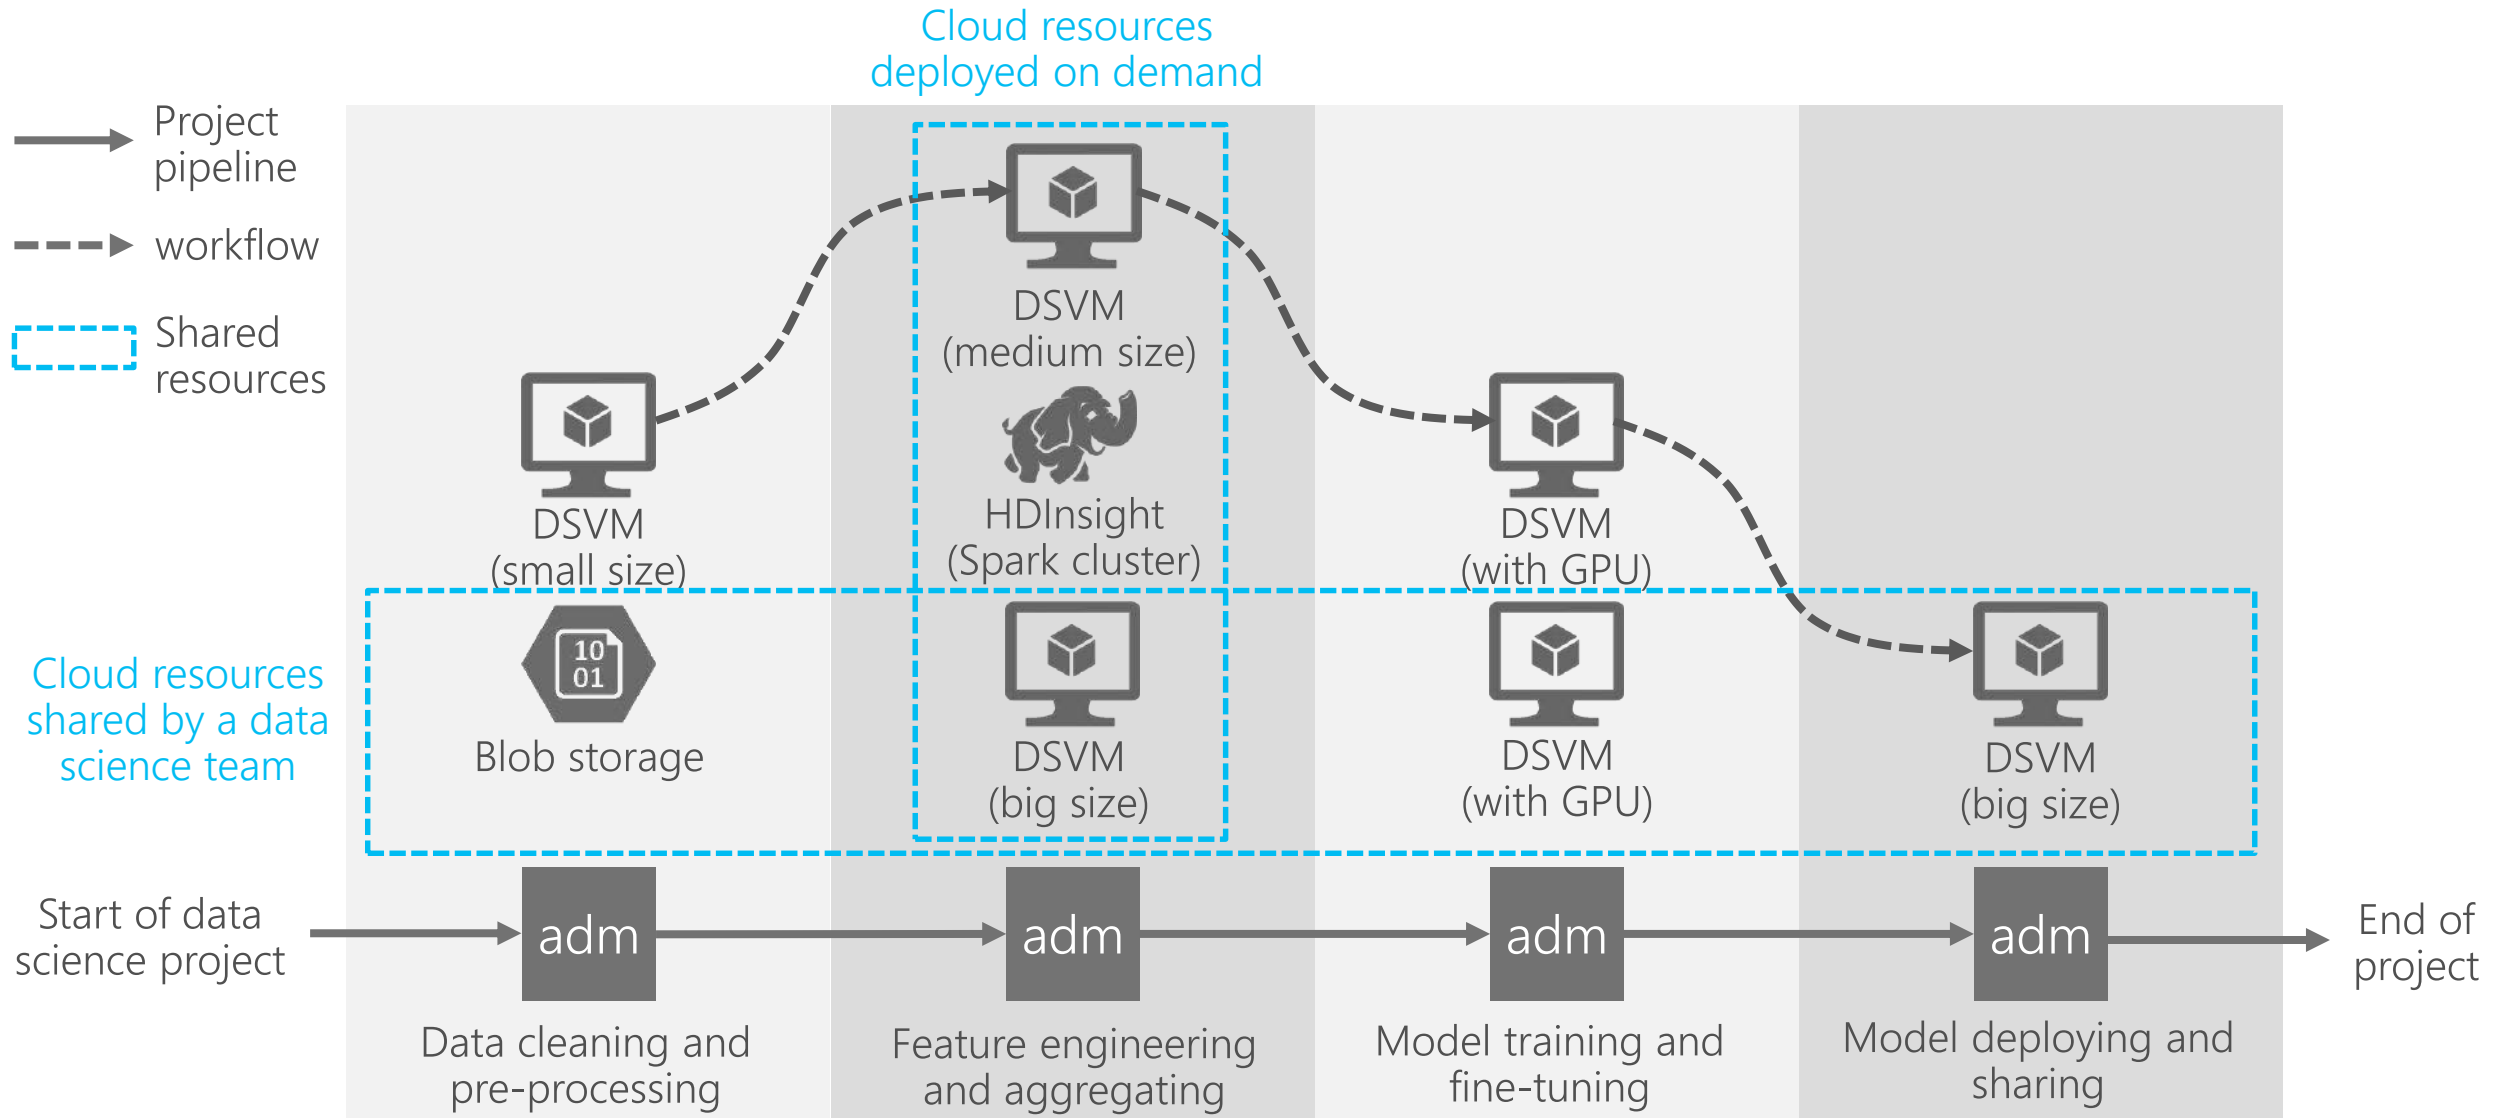 Cloud resources
deployed on demand
Project
pipeline
workflow
Shared
resources
DSVM
(medium size)
HDInsight
(Spark cluster)
DSVM
(small size)
DSVM
(with GPU)
Cloud resources
shared by a data
science team
10
01
Blob storage
DSVM
(big size)
DSVM
(with GPU)
DSVM
(big size)
Start of data
science project
adm
adm
adm
adm
End of
project
Data cleaning and
pre-processing
Feature engineering
and aggregating
Model training and
fine-tuning
Model deploying and
sharing